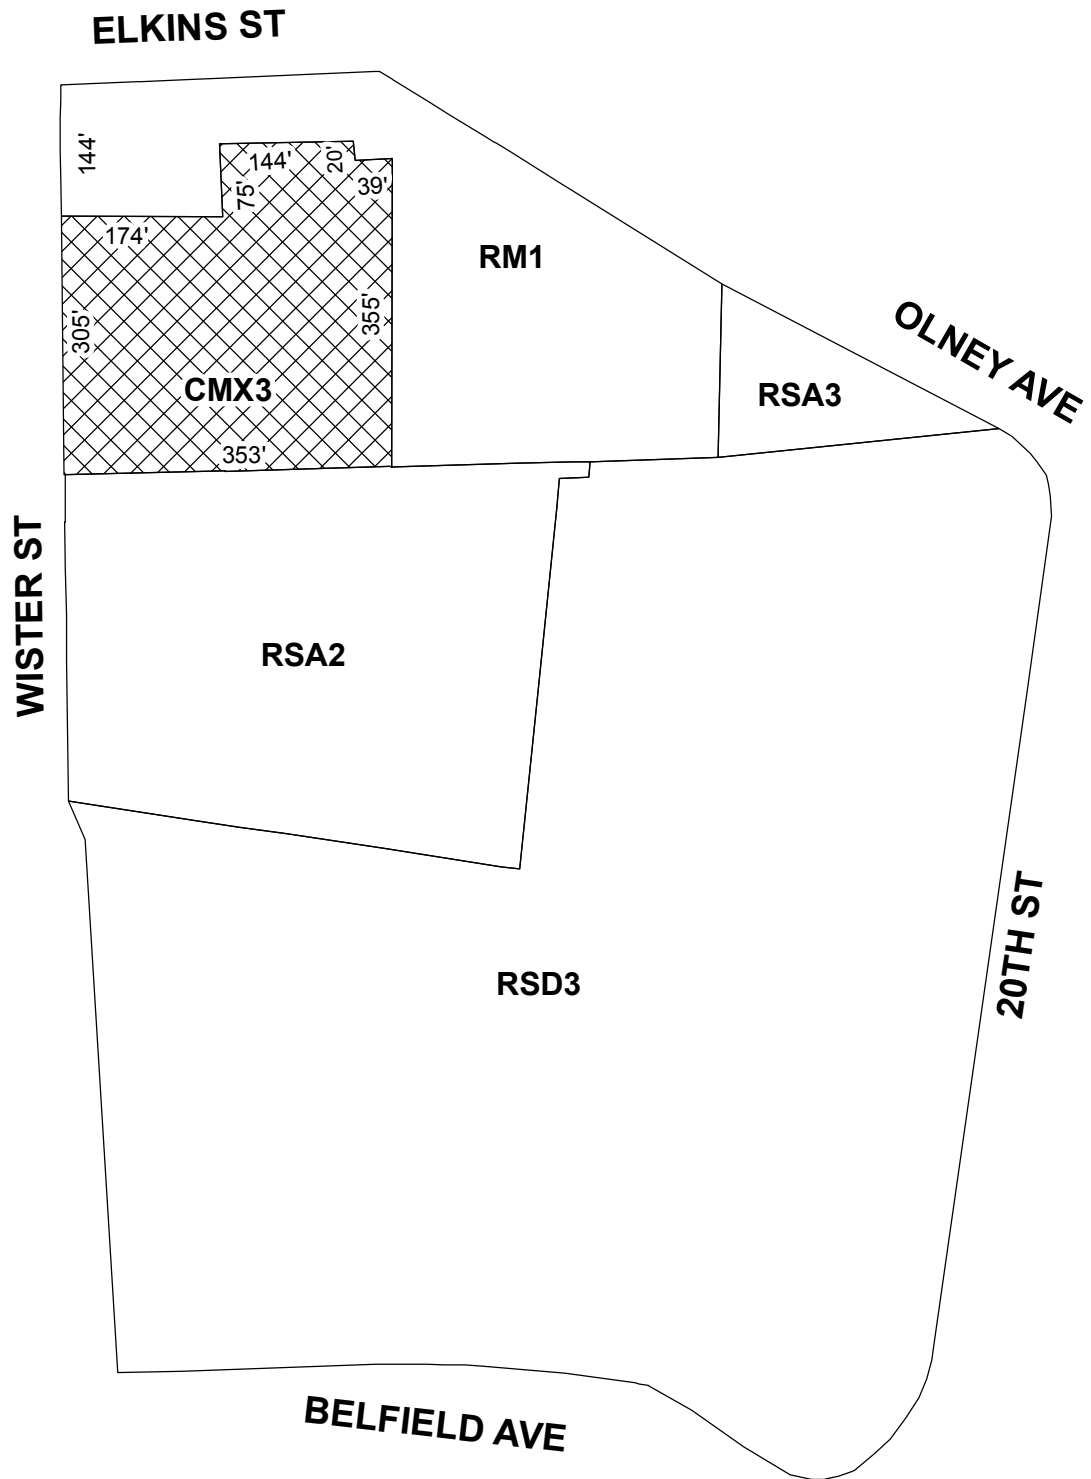 ELKINS ST
144'
144'
20'
75'
39'
174'
RM1
305'
355'
OLNEY AVE
CMX3
RSA3
353'
WISTER ST
RSA2
20TH ST
RSD3
BELFIELD AVE